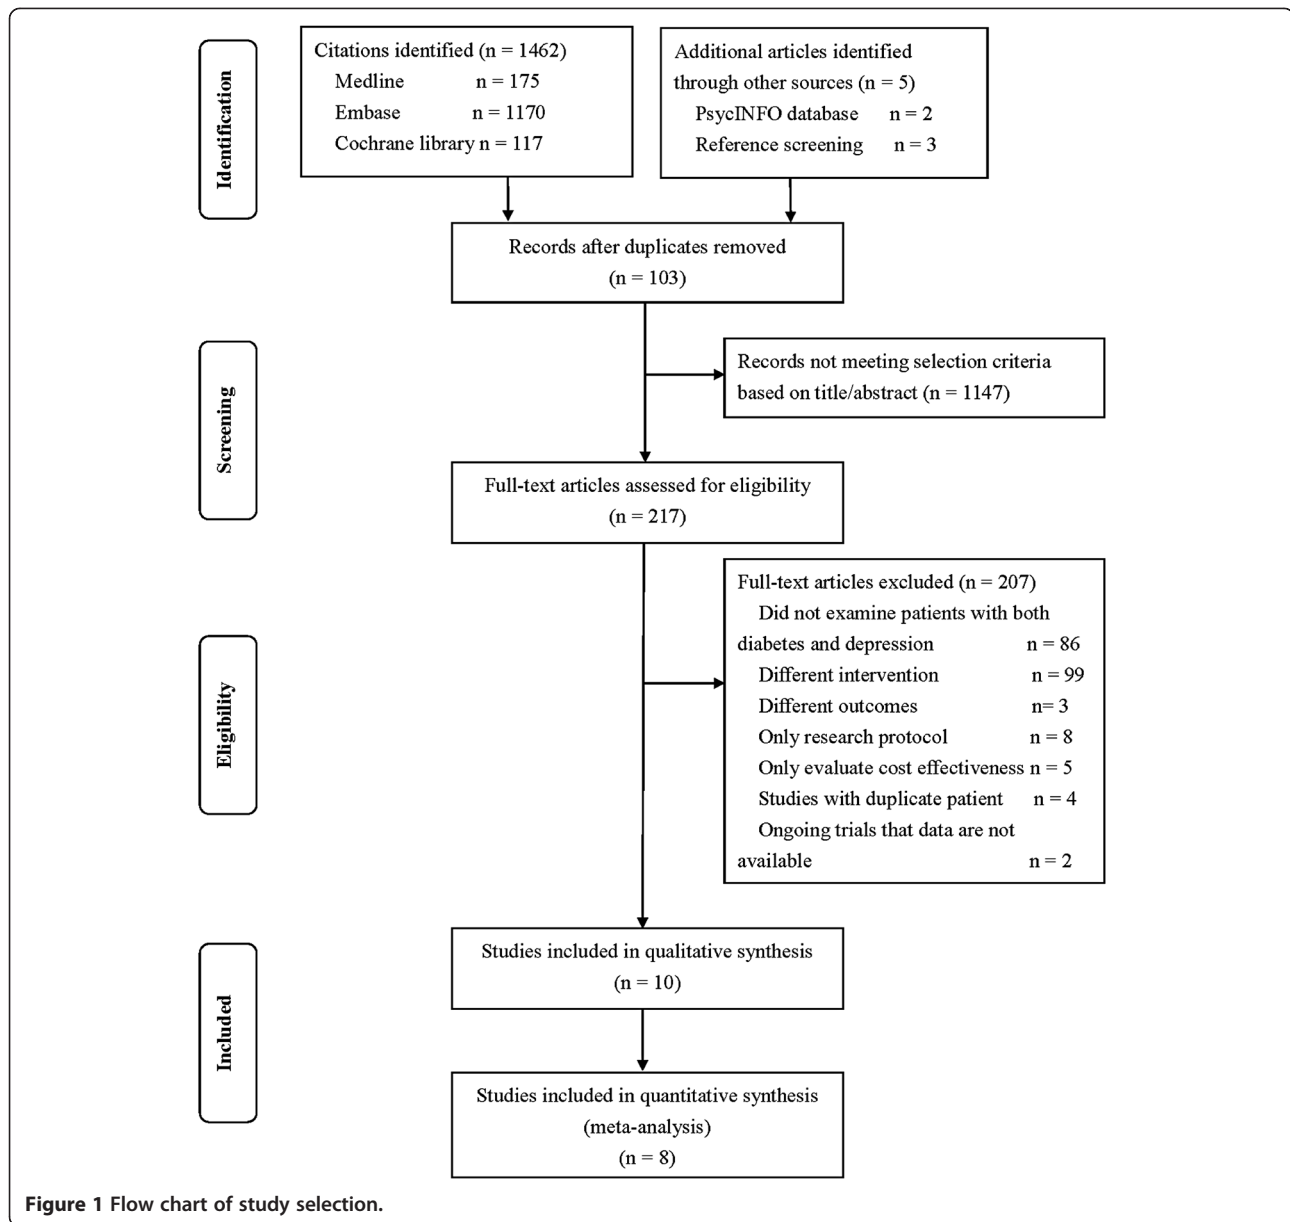 Identification
Citations identified (n = 1462)
Medline n = 175
Embase n = 1170
Cochrane library n = 117
Additional articles identified
through other sources (n = 5)
PsycINFO database n = 2
Reference screening n = 3
Records after duplicates removed
(n = 103)
Screening
Records not meeting selection criteria
based on title/abstract (n = 1147)
Full-text articles assessed for eligibility
(n = 217)
Eligibility
Full-text articles excluded (n = 207)
Did not examine patients with both
diabetes and depression n = 86
Different intervention n = 99
Different outcomes n= 3
Only research protocol n = 8
Only evaluate cost effectiveness n = 5
Studies with duplicate patient n = 4
Ongoing trials that data are not
available n = 2
Included
Studies included in qualitative synthesis
(n = 10)
Studies included in quantitative synthesis
(meta-analysis)
(n = 8)
Figure 1 Flow chart of study selection.